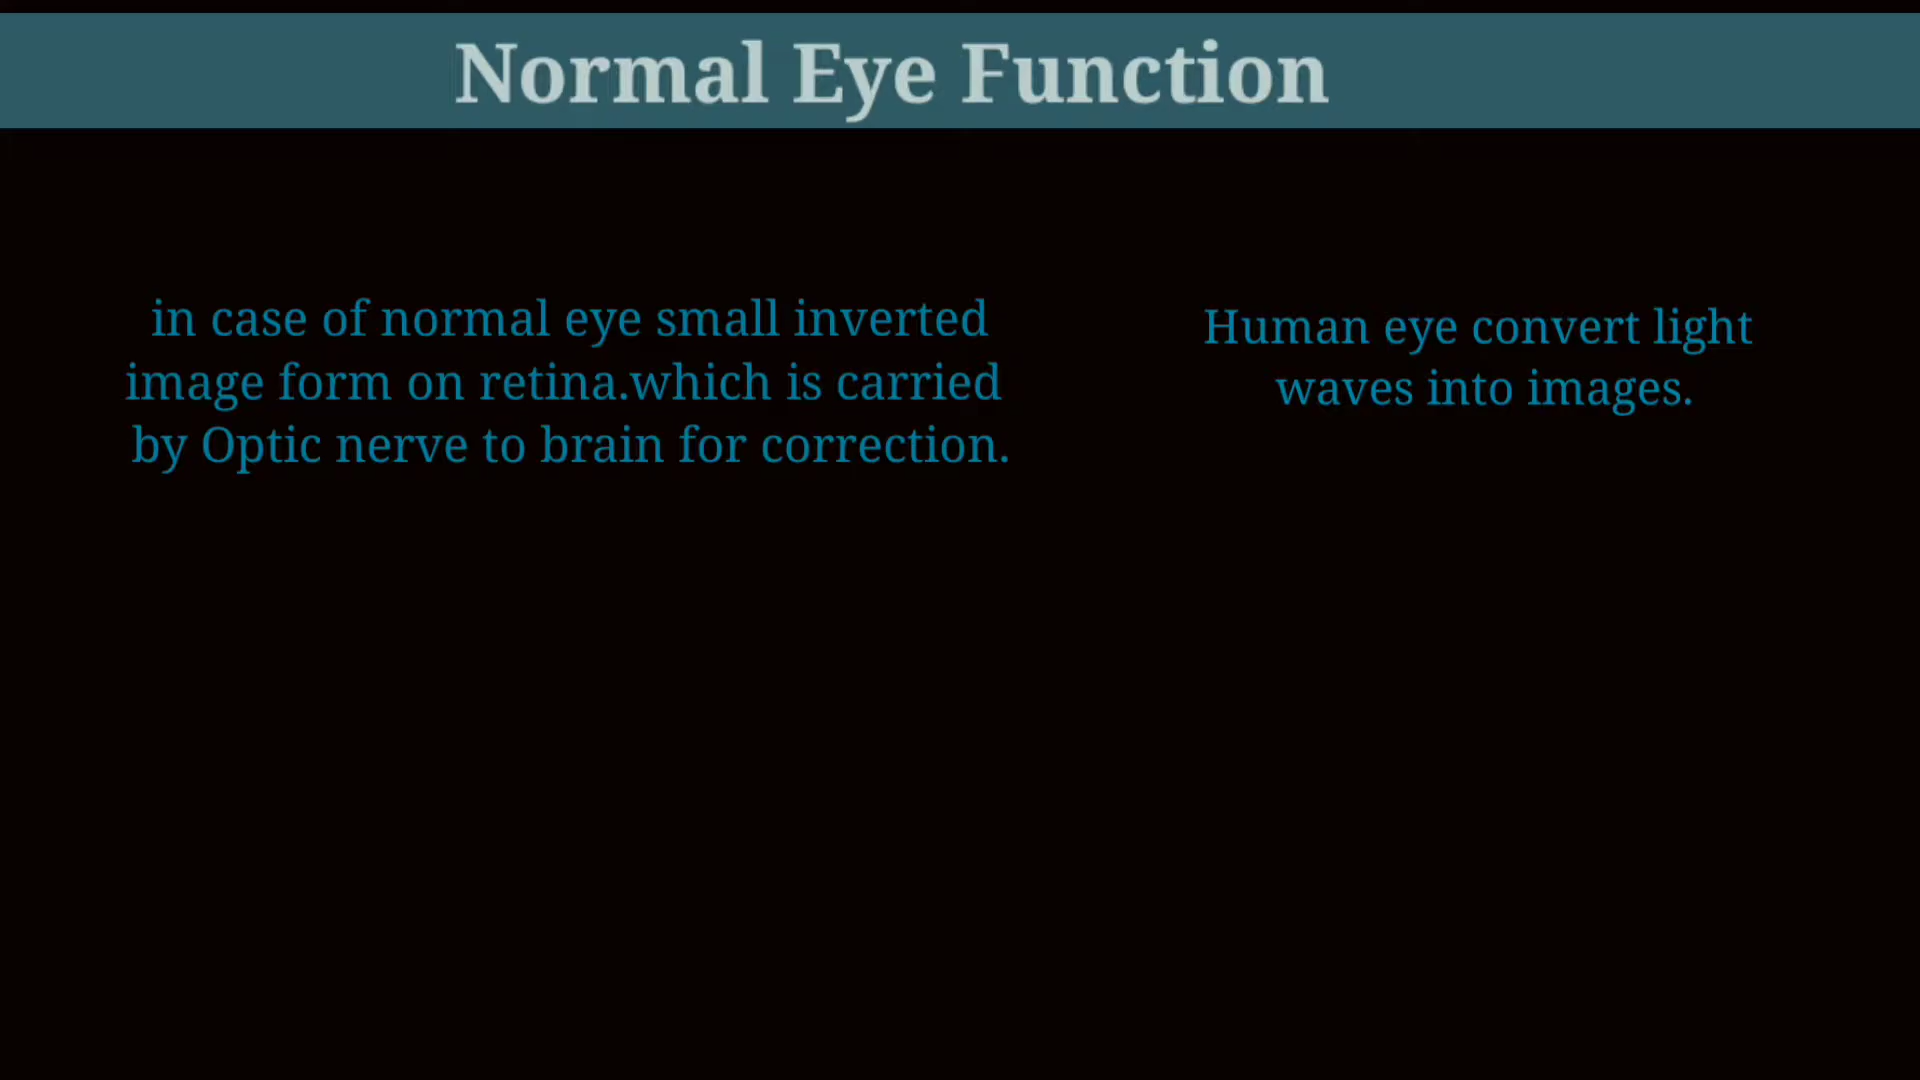 Normal Eye Function
in case of normal eye small inverted
image form on retina.which is carried
by Optic nerve to brain for correction.
Human eye convert light
waves into images.